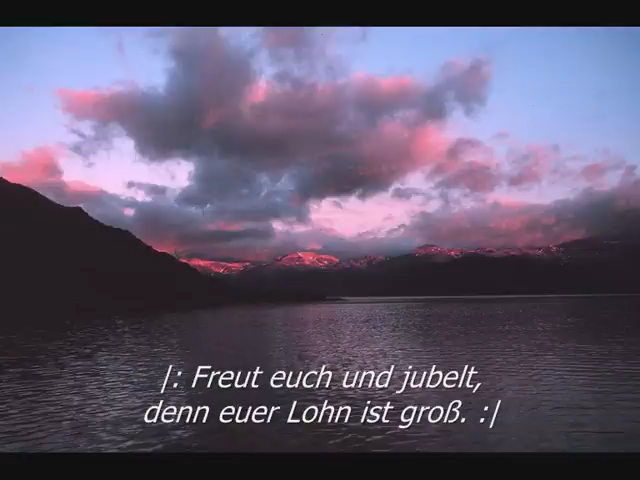 |: Freut euch und jubelt,
denn euer Lohn ist groß. :|